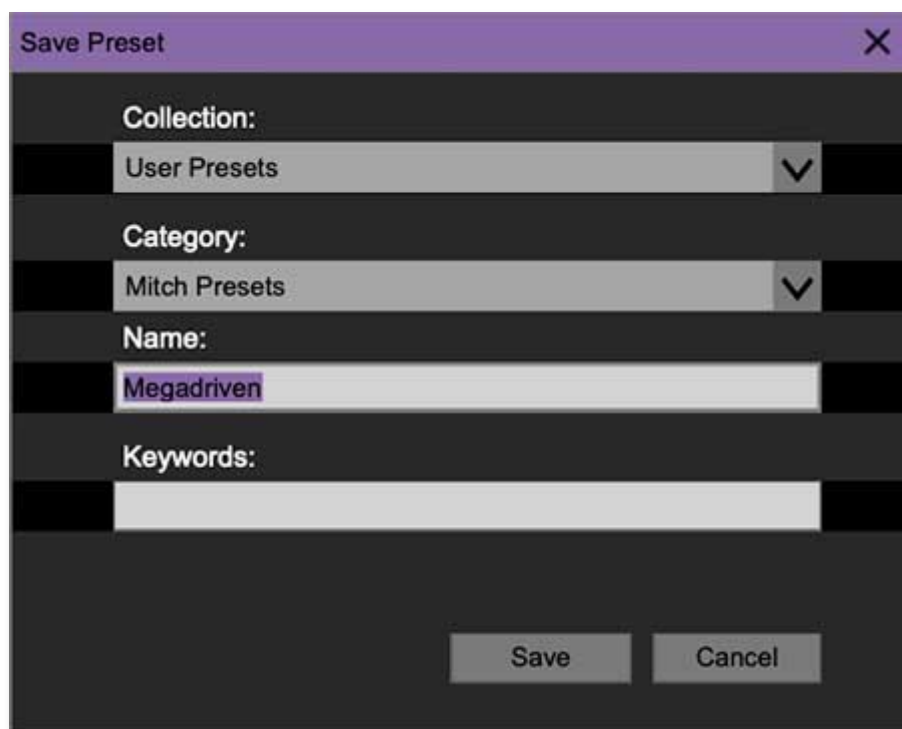 Save Preset
Collection:
User Presets
Category:
Mitch Presets
Name:
Megadriven
Keywords:
Save Cancel